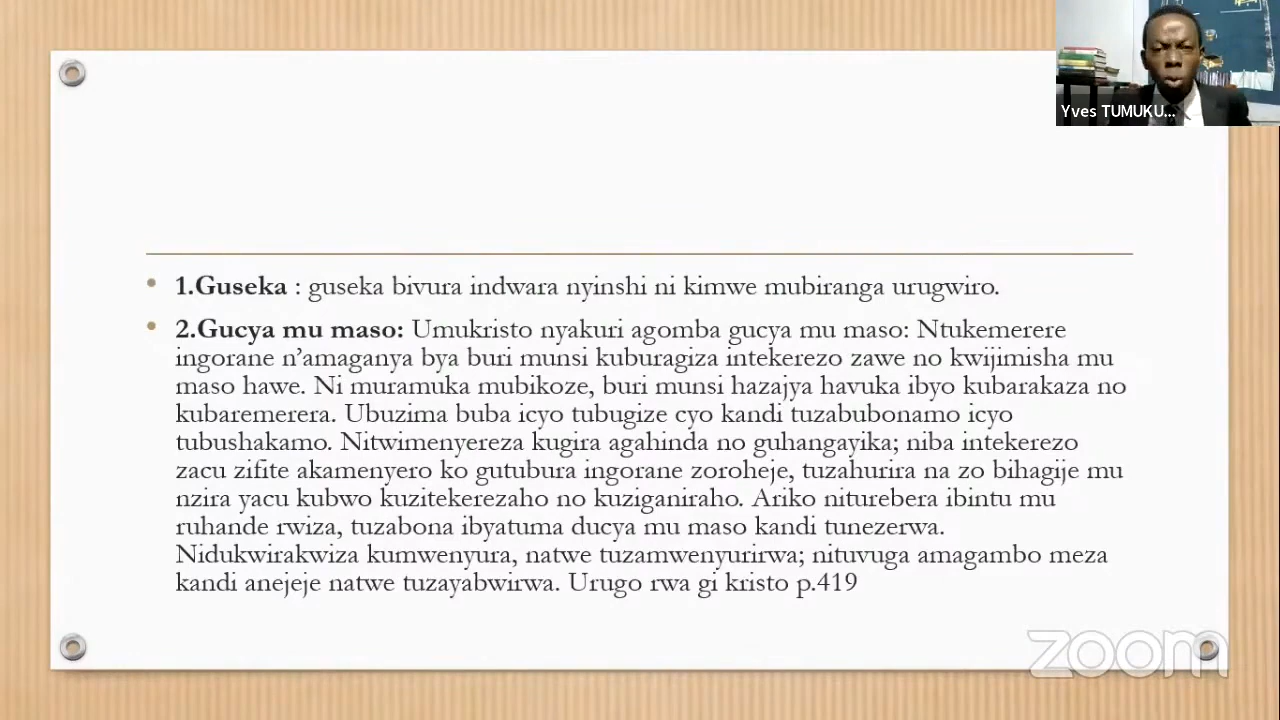 Yves TUMUKU...
• 1.Guseka : guseka bivura indwara nyinshi ni kimwe mubiranga urugwiro.
• 2.Gucya mu maso: Umukristo nyakuri agomba gucya mu maso: Ntukemerere
ingorane n'amaganya bya buri munsi kuburagiza intekerezo zawe no kwijimisha mu
maso hawe. Ni muramuka mubikoze, buri munsi hazajya havuka ibyo kubarakaza no
kubaremerera. Ubuzima buba icyo tubugize cyo kandi tuzabubonamo icyo
tubushakamo. Nitwimenyereza kugira agahinda no guhangayika; niba intekerezo
zacu zifite akamenyero ko gutubura ingorane zoroheje, tuzahurira na zo bihagije mu
nzira yacu kubwo kuzitekerezaho no kuziganiraho. Ariko niturebera ibintu mu
ruhande rwiza, tuzabona ibyatuma ducya mu maso kandi tunezerwa.
Nidukwirakwiza kumwenyura, natwe tuzamwenyurirwa; nituvuga amagambo meza
kandi anejeje natwe tuzayabwirwa. Urugo rwa gi kristo p.419
zoom